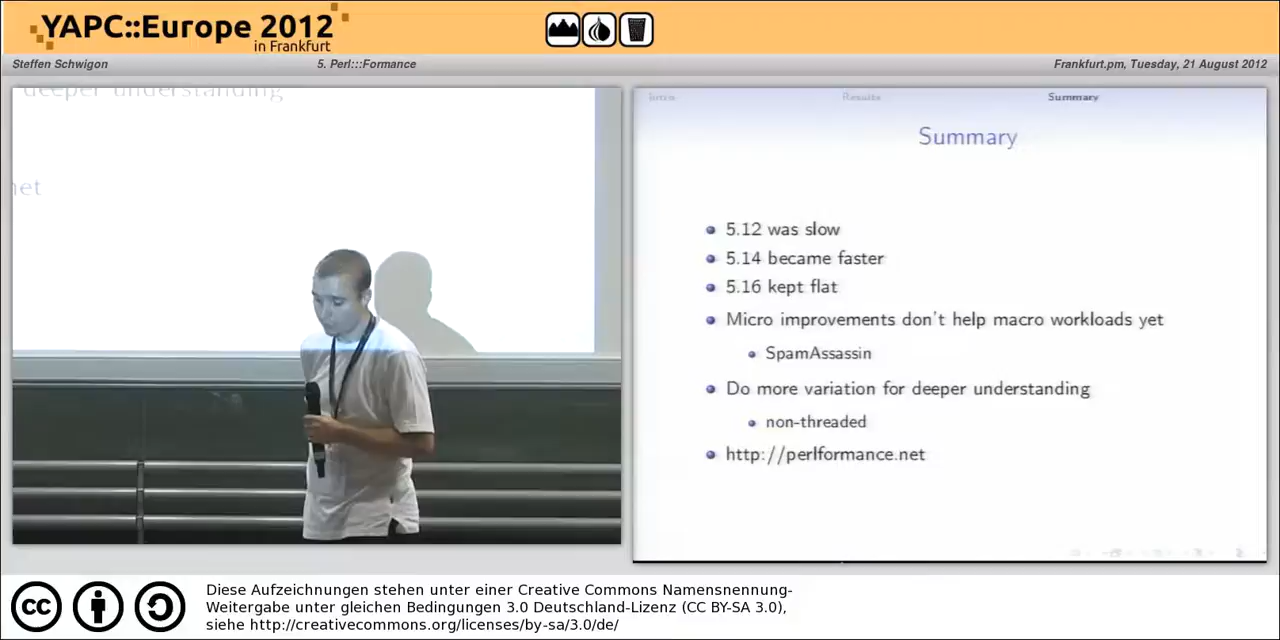 YAPC::Europe 2012
in Frankfurt
Steffen Schwigon
5. Perl:::Formance
Frankfurt.pm, Tuesday, 21 August 2012
deeper understanding
net
Intro
Results
Summary
Summary
5.12 was slow
5.14 became faster
5.16 kept flat
Micro improvements don't help macro workloads yet
SpamAssassin
Do more variation for deeper understanding
non-threaded
http://perlformance.net
cc
Diese Aufzeichnungen stehen unter einer Creative Commons Namensnennung-
Weitergabe unter gleichen Bedingungen 3.0 Deutschland-Lizenz (CC BY-SA 3.0),
siehe http://creativecommons.org/licenses/by-sa/3.0/de/